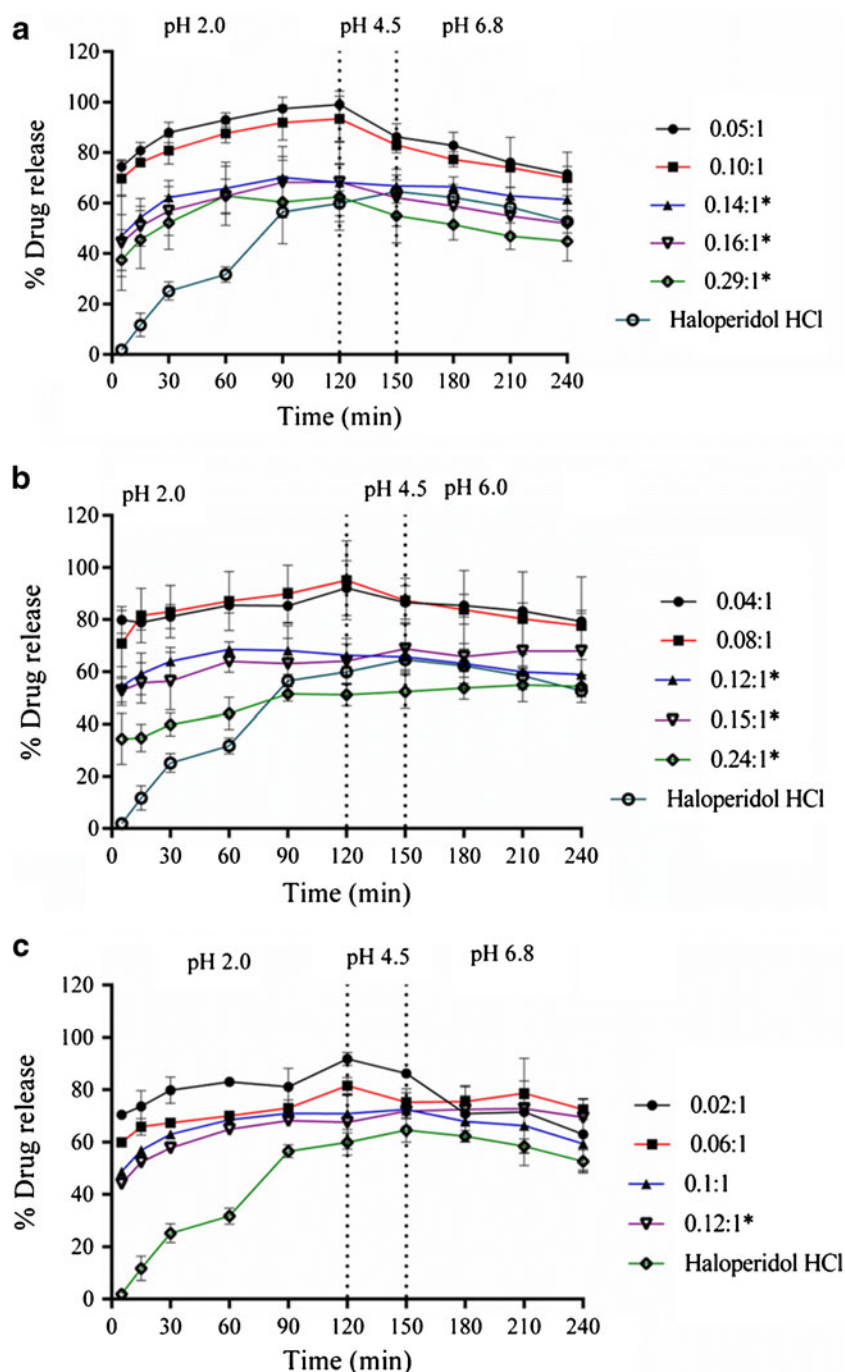 a
pH 2.0 pH 4.5 pH 6.8
120
100
80
60
40
20
0
% Drug release
0 30 60 90 120 150 180 210 240
Time (min)
0.05:1
0.10:1
0.14:1*
0.16:1*
0.29:1*
Haloperidol HCl
b
pH 2.0 pH 4.5 pH 6.0
120
100
80
60
40
20
0
% Drug release
0 30 60 90 120 150 180 210 240
Time (min)
0.04:1
0.08:1
0.12:1*
0.15:1*
0.24:1*
Haloperidol HCl
c
pH 2.0 pH 4.5 pH 6.8
120
100
80
60
40
20
0
% Drug release
0 30 60 90 120 150 180 210 240
Time (min)
0.02:1
0.06:1
0.1:1
0.12:1*
Haloperidol HCl